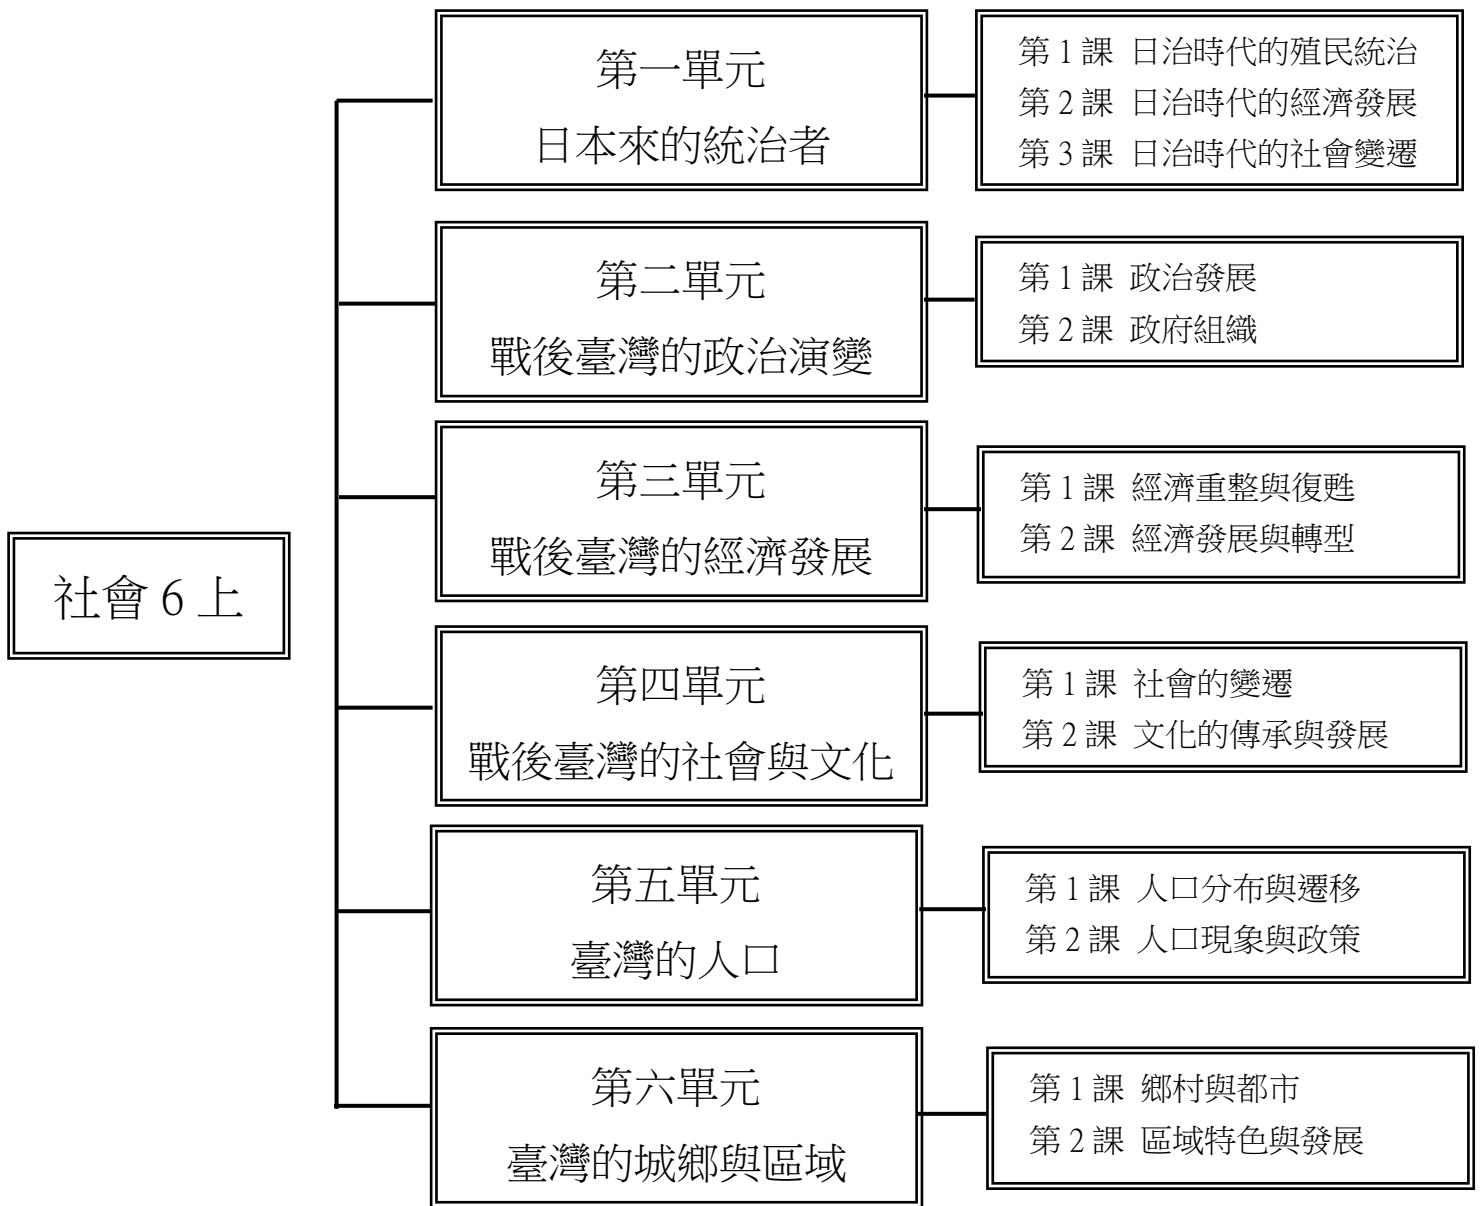 第一單元
日本來的統治者
第 1 課 日治時代的殖民統治
第 2 課 日治時代的經濟發展
第 3 課 日治時代的社會變遷
第二單元
戰後臺灣的政治演變
第 1 課 政治發展
第 2 課 政府組織
第三單元
戰後臺灣的經濟發展
第 1 課 經濟重整與復甦
第 2 課 經濟發展與轉型
社會 6 上
第四單元
戰後臺灣的社會與文化
第 1 課 社會的變遷
第 2 課 文化的傳承與發展
第五單元
臺灣的人口
第 1 課 人口分布與遷移
第 2 課 人口現象與政策
第六單元
臺灣的城鄉與區域
第 1 課 鄉村與都市
第 2 課 區域特色與發展